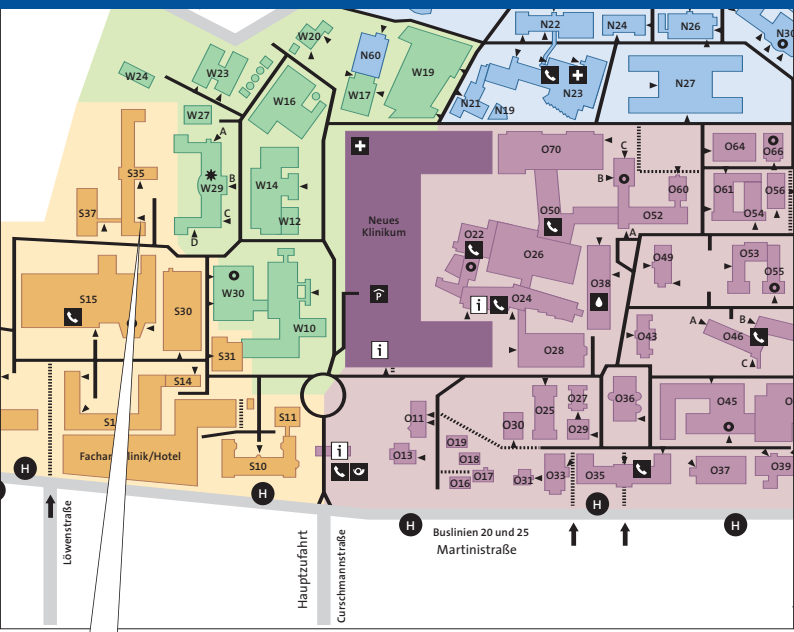 N22
N24
N26
N30
W20
N60
W19
W24
W23
W17
W16
N21
N19
N23
N27
W27
A
O70
C
O64
O66
S35
W29
B
W14
B
O60
O61
O56
S37
C
W12
D
Neues
Klinikum
O50
O52
O54
O22
A
O26
O49
O53
O55
S15
W30
O38
S30
i
O24
W10
A
B
O43
O46
S31
i
O28
C
S14
O25
O27
O36
O45
O
S1
S11
O11
O30
O29
O19
Fachar
klinik/Hotel
S10
i
O13
O18
O17
O16
O31
O33
O35
O37
O39
H
H
H
H
H
Löwenstraße
Hauptzufahrt
Curschmannstraße
Buslinien 20 und 25
Martinistraße